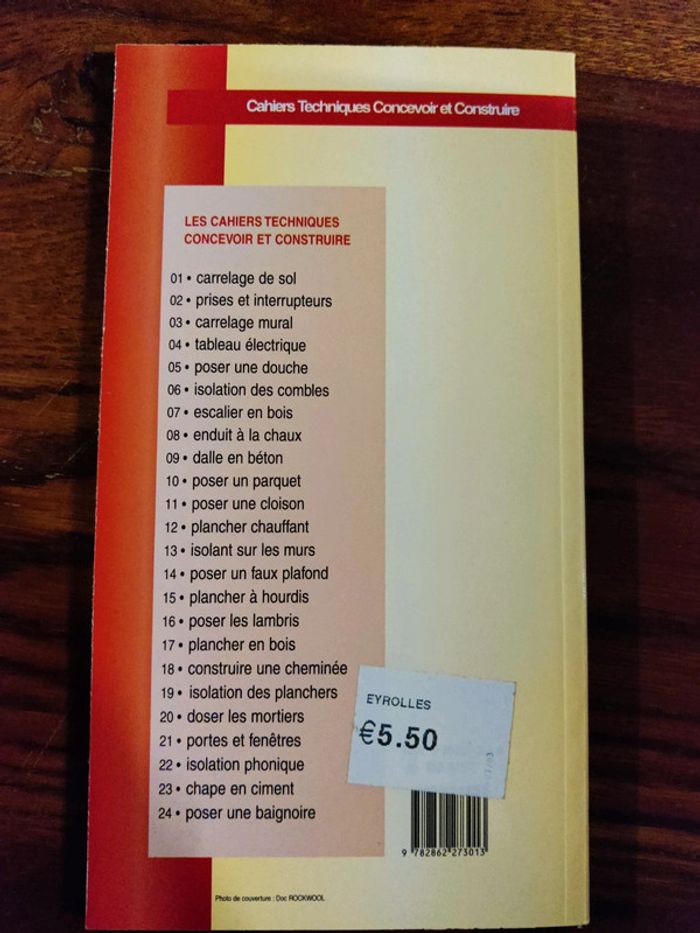 Cahiers Techniques Concevoir et Construire
LES CAHIERS TECHNIQUES
CONCEVOIR ET CONSTRUIRE
01 • carrelage de sol
02 • prises et interrupteurs
03 • carrelage mural
04 • tableau électrique
05 • poser une douche
06 • isolation des combles
07 • escalier en bois
08 • enduit à la chaux
09 • dalle en béton
10 • poser un parquet
11 • poser une cloison
12 • plancher chauffant
13 • isolant sur les murs
14 • poser un faux plafond
15 • plancher à hourdis
16 • poser les lambris
17 • plancher en bois
18 • construire une cheminée
19 • isolation des planchers
20 • doser les mortiers
21 • portes et fenêtres
22 • isolation phonique
23 • chape en ciment
24 • poser une baignoire
EYROLLES
€5.50
9 782862 273013
Photo de couverture : Doc ROCKWOOL